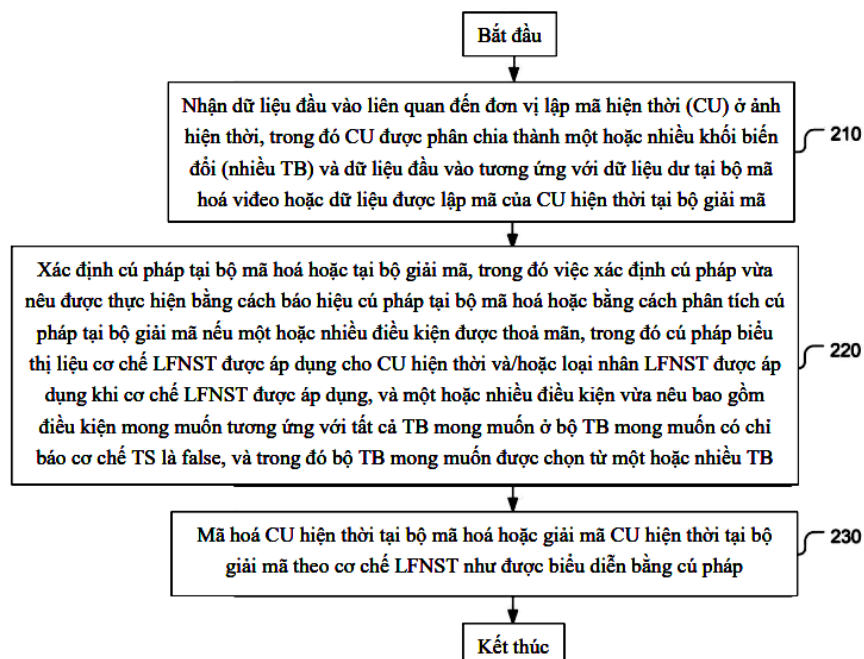 Bắt đầu
Nhận dữ liệu đầu vào liên quan đến đơn vị lập mã hiện thời (CU) ở ảnh
hiện thời, trong đó CU được phân chia thành một hoặc nhiều khối biến
đổi (nhiều TB) và dữ liệu đầu vào tương ứng với dữ liệu dư tại bộ mã
hoá viđeo hoặc dữ liệu được lập mã của CU hiện thời tại bộ giải mã
210
Xác định cú pháp tại bộ mã hoá hoặc tại bộ giải mã, trong đó việc xác định cú pháp vừa
nêu được thực hiện bằng cách báo hiệu cú pháp tại bộ mã hoá hoặc bằng cách phân tích cú
pháp tại bộ giải mã nếu một hoặc nhiều điều kiện được thoả mãn, trong đó cú pháp biểu
thị liệu cơ chế LFNST được áp dụng cho CU hiện thời và/hoặc loại nhân LFNST được áp
dụng khi cơ chế LFNST được áp dụng, và một hoặc nhiều điều kiện vừa nêu bao gồm
điều kiện mong muốn tương ứng với tất cả TB mong muốn ở bộ TB mong muốn có chỉ
báo cơ chế TS là false, và trong đó bộ TB mong muốn được chọn từ một hoặc nhiều TB
220
Mã hoá CU hiện thời tại bộ mã hoá hoặc giải mã CU hiện thời tại bộ
giải mã theo cơ chế LFNST như được biểu diễn bằng cú pháp
230
Kết thúc